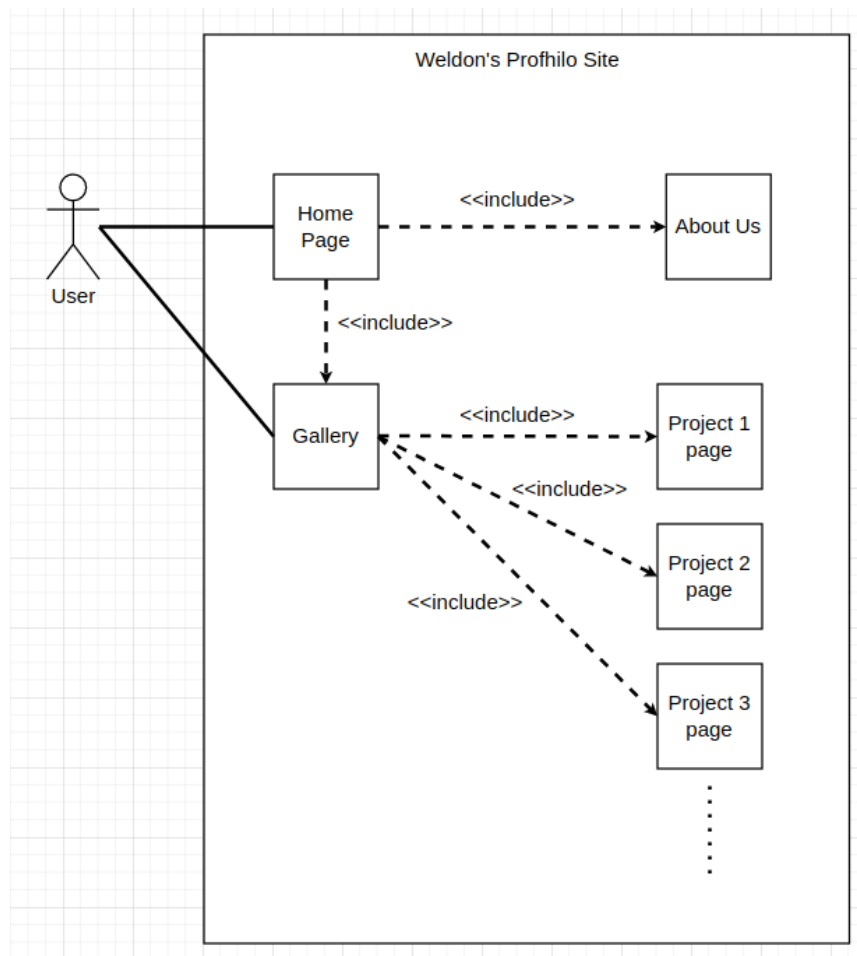 Weldon's Profhilo Site
Home
Page
<<include>>
About Us
User
<<include>>
Gallery
<<include>>
Project 1
page
<<include>>
Project 2
page
<<include>>
Project 3
page